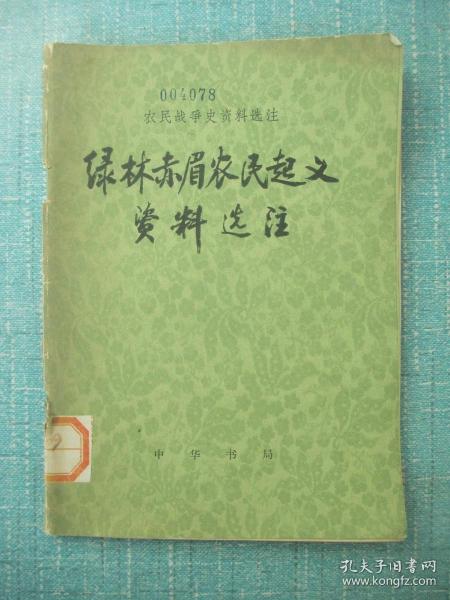 004078
农民战争史资料选注
绿林赤眉农民起义
资料选注
9
中华书局
孔夫子旧书网
www.kongfz.com